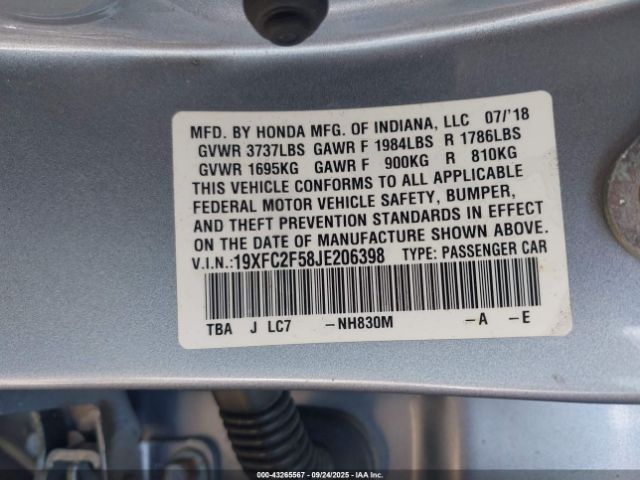 MFD. BY HONDA MFG. OF INDIANA, LLC 07/'18
GVWR 3737LBS GAWR F 1984LBS R 1786LBS
GVWR 1695KG GAWR F 900KG R 810KG
THIS VEHICLE CONFORMS TO ALL APPLICABLE
FEDERAL MOTOR VEHICLE SAFETY, BUMPER,
AND THEFT PREVENTION STANDARDS IN EFFECT
ON THE DATE OF MANUFACTURE SHOWN ABOVE.
V.I.N.:19XFC2F58JE206398 TYPE: PASSENGER CAR
TBA J LC7 -NH830M -A -E
000-43265567 - 09/24/2025 - IAA Inc.